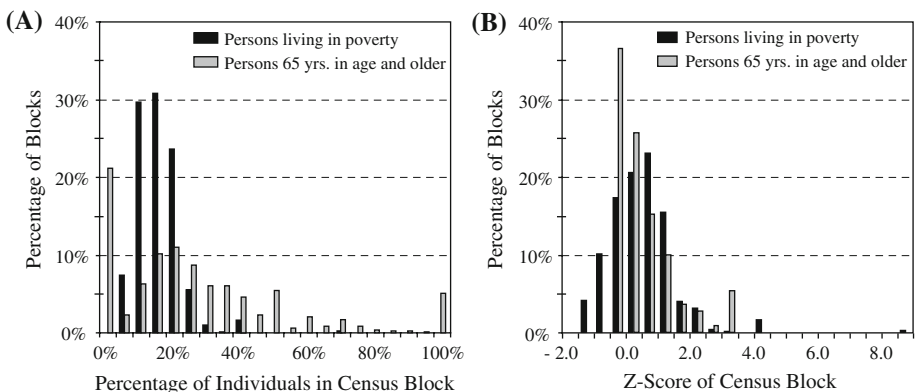 (A)
40%
30%
20%
10%
0%
Percentage of Blocks
Persons living in poverty
Persons 65 yrs. in age and older
0%
20%
40%
60%
80%
100%
Percentage of Individuals in Census Block
(B)
40%
30%
20%
10%
0%
Percentage of Blocks
Persons living in poverty
Persons 65 yrs. in age and older
- 2.0
0.0
2.0
4.0
6.0
8.0
Z-Score of Census Block